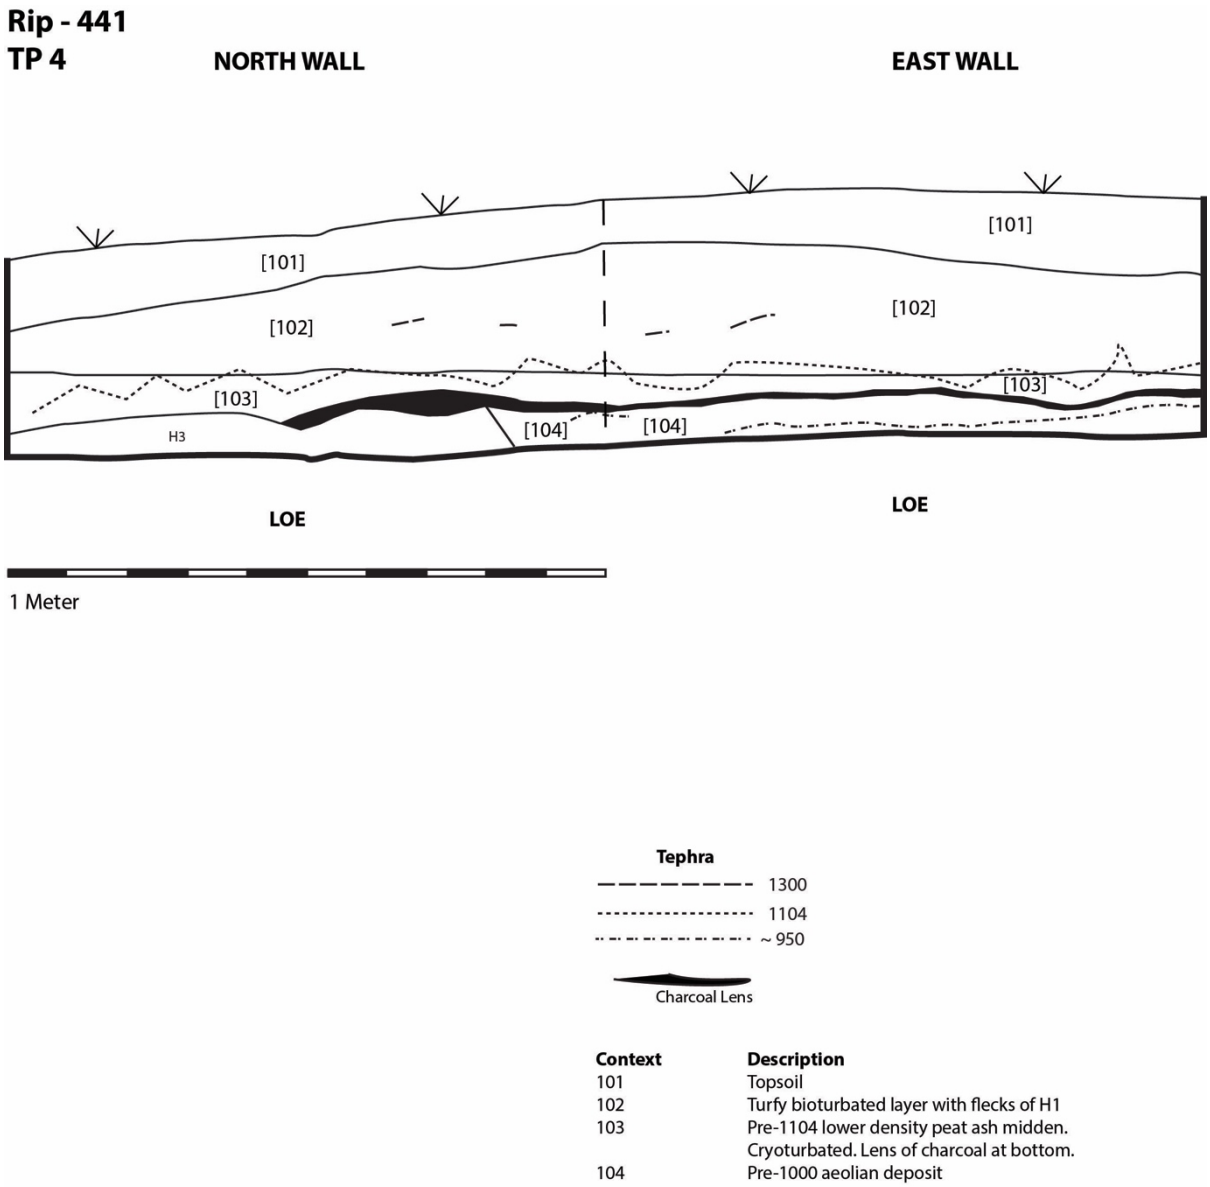 Rip - 441
TP 4
NORTH WALL
EAST WALL
[101]
[101]
[102]
[102]
[103]
[103]
H3
[104]
[104]
LOE
LOE
1 Meter
Tephra
1300
1104
~ 950
Charcoal Lens
Context Description
101 Topsoil
102 Turfy bioturbated layer with flecks of H1
103 Pre-1104 lower density peat ash midden.
Cryoturbated. Lens of charcoal at bottom.
104 Pre-1000 aeolian deposit